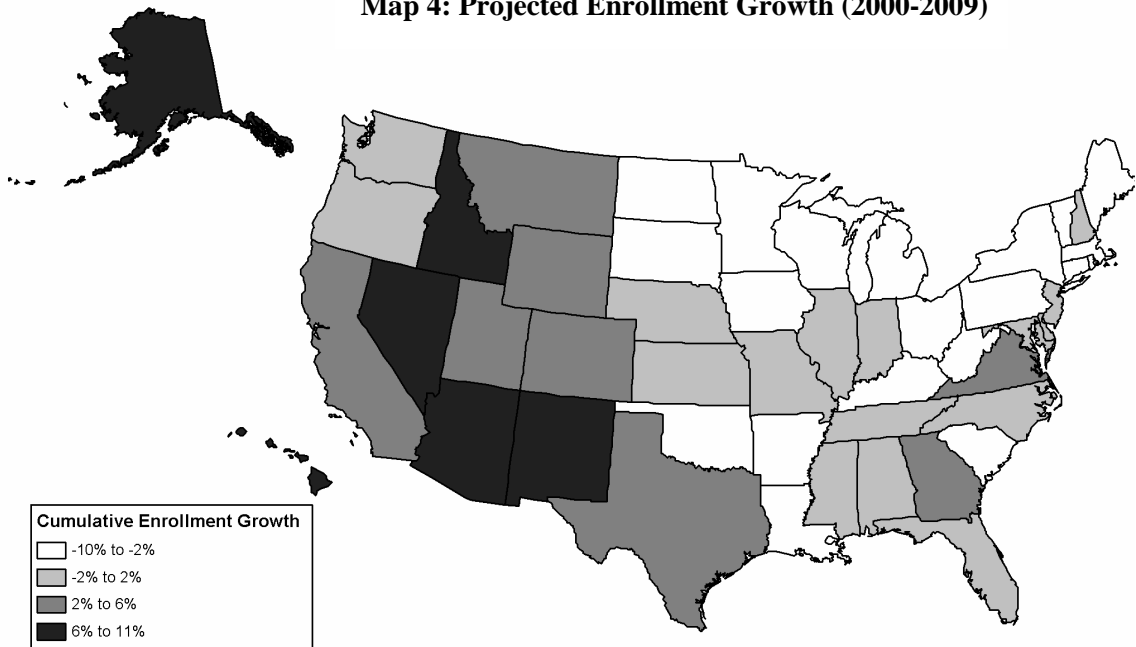 Map 4: Projected Enrollment Growth (2000-2009)
Cumulative Enrollment Growth
-10% to -2%
-2% to 2%
2% to 6%
6% to 11%